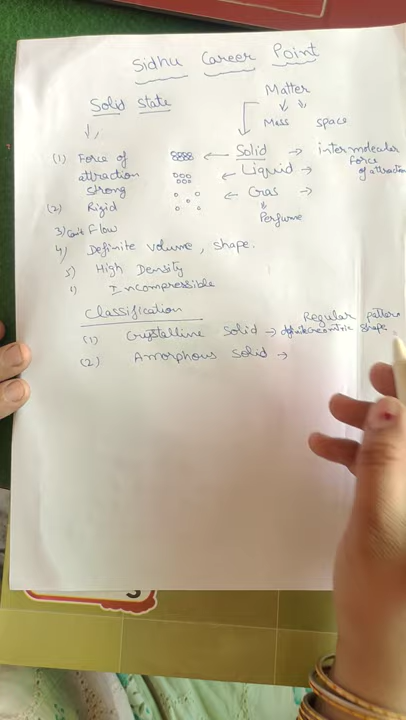 Sidhu Career Point
Matter
Solid State
Mass space
(1) Force of attraction strong
Solid → intermolecular force of attraction
Liquid →
Gas →
Perfume
(2) Rigid
3) Can't Flow
4) Definite volume, shape.
5) High Density
Incompressible
Classification
(1) Crystalline Solid → Regular pattern
shape
(2) Amorphous Solid →